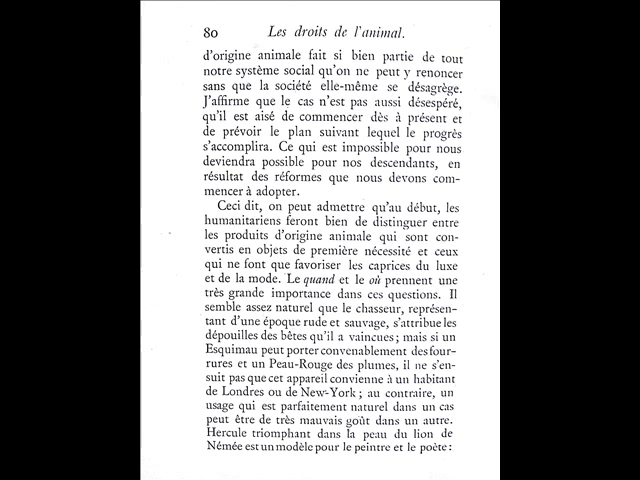 80 Les droits de l'animal.
d'origine animale fait si bien partie de tout
notre système social qu'on ne peut y renoncer
sans que la société elle-même se désagrège.
J'affirme que le cas n'est pas aussi désespéré,
qu'il est aisé de commencer dès à présent et
de prévoir le plan suivant lequel le progrès
s'accomplira. Ce qui est impossible pour nous
deviendra possible pour nos descendants, en
résultat des réformes que nous devons com-
mencer à adopter.
Ceci dit, on peut admettre qu'au début, les
humanitariens feront bien de distinguer entre
les produits d'origine animale qui sont con-
vertis en objets de première nécessité et ceux
qui ne font que favoriser les caprices du luxe
et de la mode. Le quand et le où prennent une
très grande importance dans ces questions. Il
semble assez naturel que le chasseur, représen-
tant d'une époque rude et sauvage, s'attribue les
dépouilles des bêtes qu'il a vaincues ; mais si un
Esquimau peut porter convenablement des four-
rures et un Peau-Rouge des plumes, il ne s'en-
suit pas que cet appareil convienne à un habitant
de Londres ou de New-York ; au contraire, un
usage qui est parfaitement naturel dans un cas
peut être de très mauvais goût dans un autre.
Hercule triomphant dans la peau du lion de
Némée est un modèle pour le peintre et le poète :